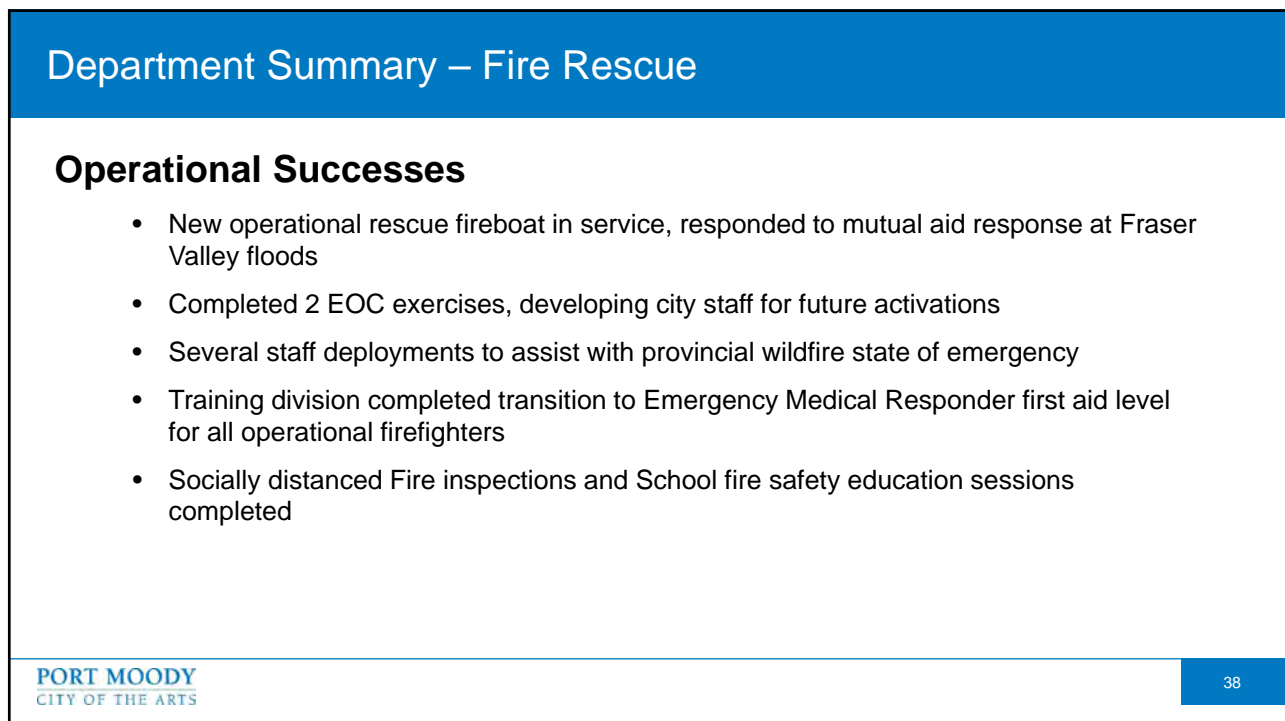 Department Summary – Fire Rescue
Operational Successes
• New operational rescue fireboat in service, responded to mutual aid response at Fraser
Valley floods
• Completed 2 EOC exercises, developing city staff for future activations
• Several staff deployments to assist with provincial wildfire state of emergency
• Training division completed transition to Emergency Medical Responder first aid level
for all operational firefighters
• Socially distanced Fire inspections and School fire safety education sessions
completed
PORT MOODY
CITY OF THE ARTS
38